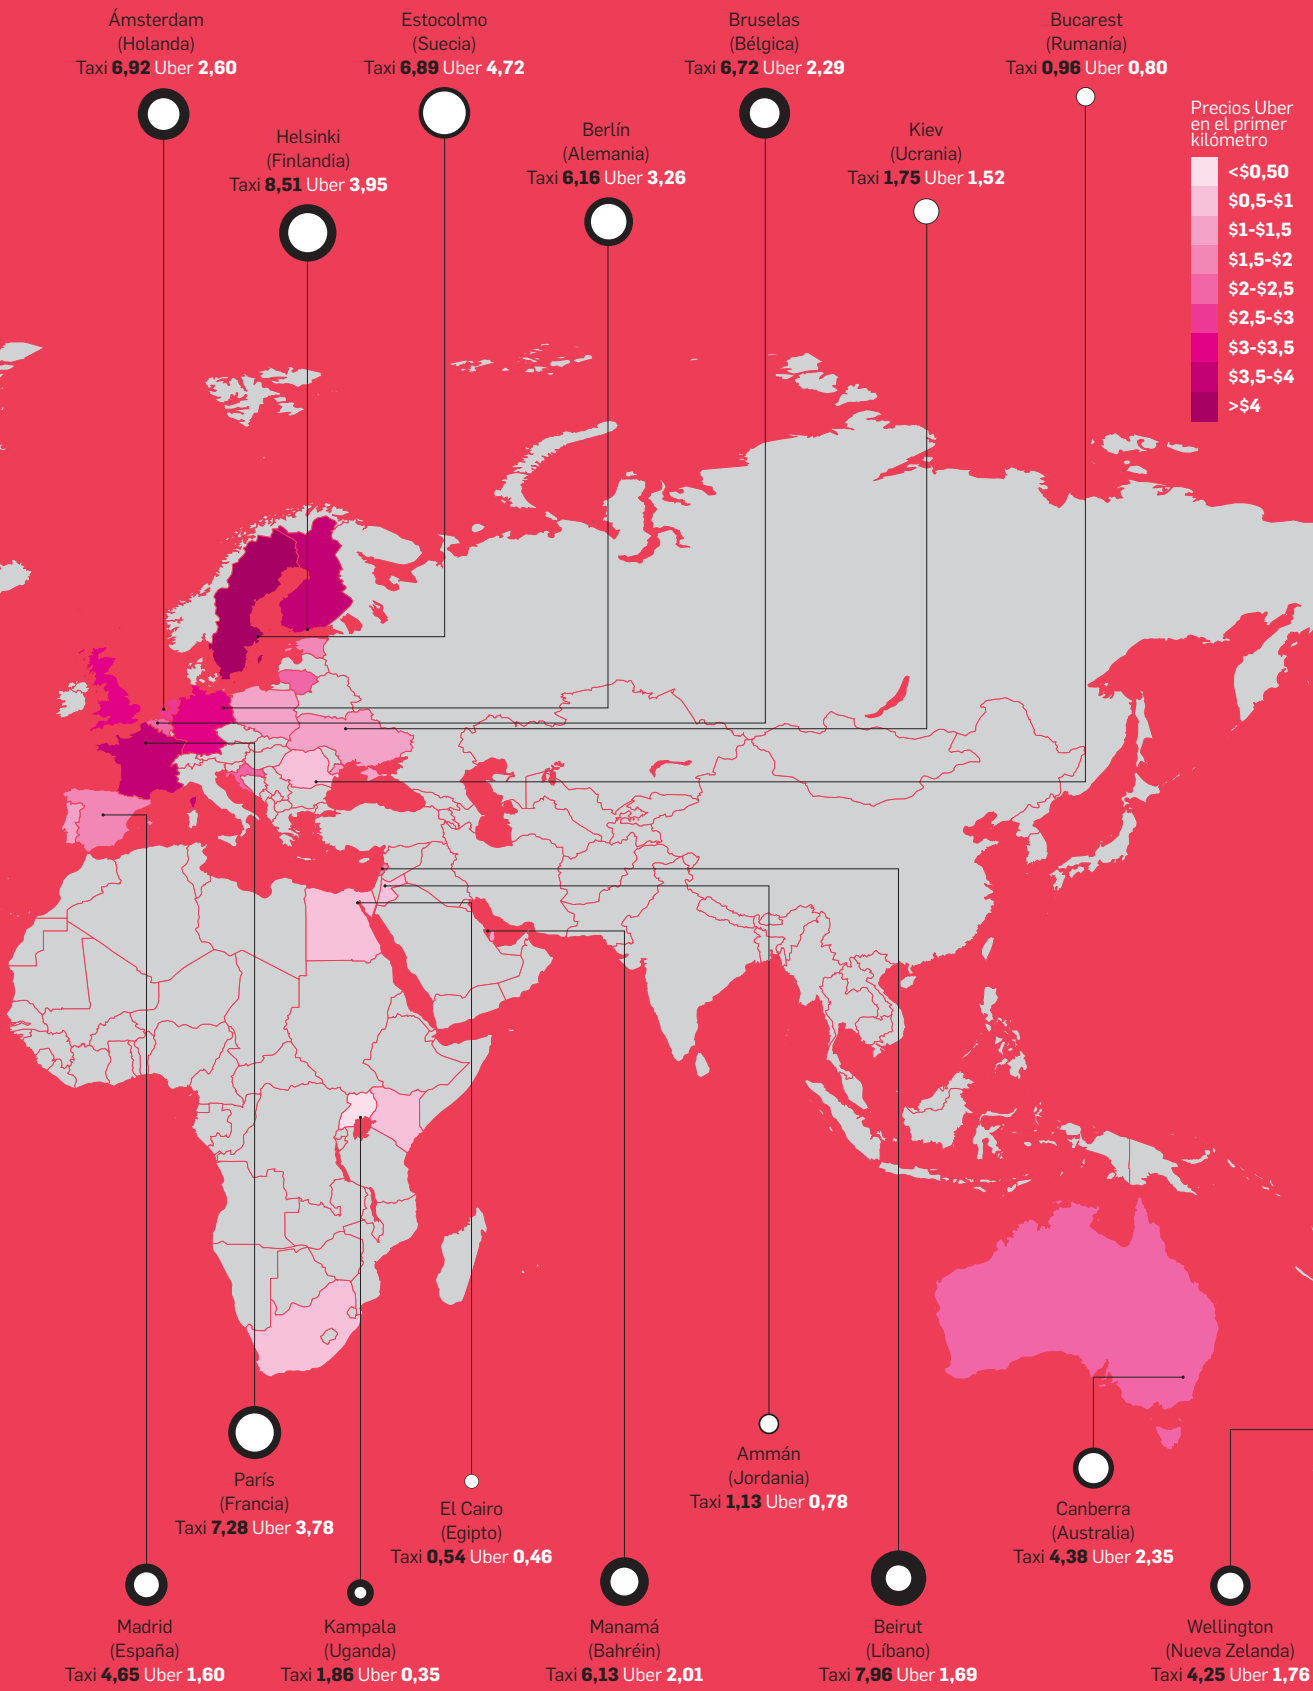 Ámsterdam
(Holanda)
Taxi 6,92 Uber 2,60
Estocolmo
(Suecia)
Taxi 6,89 Uber 4,72
Bruselas
(Bélgica)
Taxi 6,72 Uber 2,29
Bucarest
(Rumanía)
Taxi 0,96 Uber 0,80
Helsinki
(Finlandia)
Taxi 8,51 Uber 3,95
Berlín
(Alemania)
Taxi 6,16 Uber 3,26
Kiev
(Ucrania)
Taxi 1,75 Uber 1,52
Precios Uber
en el primer
kilómetro
<$0,50
$0,5-$1
$1-$1,5
$1,5-$2
$2-$2,5
$2,5-$3
$3-$3,5
$3,5-$4
>$4
París
(Francia)
Taxi 7,28 Uber 3,78
El Cairo
(Egipto)
Taxi 0,54 Uber 0,46
Ammán
(Jordania)
Taxi 1,13 Uber 0,78
Canberra
(Australia)
Taxi 4,38 Uber 2,35
Madrid
(España)
Taxi 4,65 Uber 1,60
Kampala
(Uganda)
Taxi 1,86 Uber 0,35
Manamá
(Bahréin)
Taxi 6,13 Uber 2,01
Beirut
(Líbano)
Taxi 7,96 Uber 1,69
Wellington
(Nueva Zelanda)
Taxi 4,25 Uber 1,76